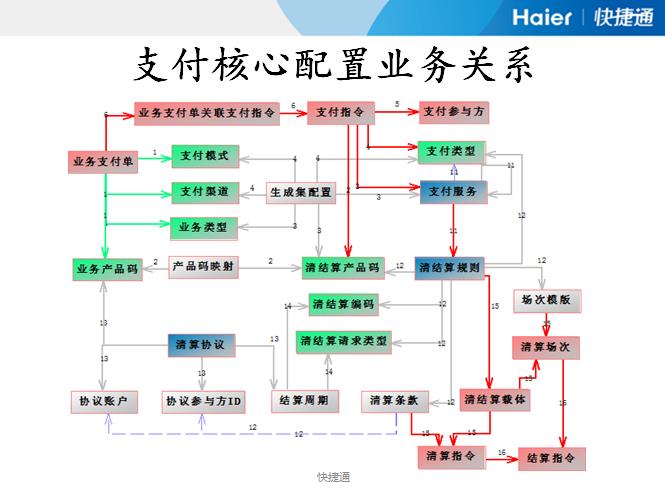 Haier 快捷通
支付核心配置业务关系
业务支付单关联支付指令
6
支付指令
5
支付参与方
6
业务支付单
1
支付模式
4
4
4
支付类型
11
11
1
支付渠道
4
生成集配置
2
3
3
支付服务
1
业务类型
3
3
11
12
业务产品码
2
产品码映射
2
清结算产品码
12
清结算规则
12
14
清结算编码
12
15
场次模版
15
13
清算协议
13
清结算请求类型
12
清算场次
13
13
14
15
16
协议账户
协议参与方ID
结算周期
清算条款
12
清结算载体
12
12
15
15
清算指令
16
结算指令
快捷通